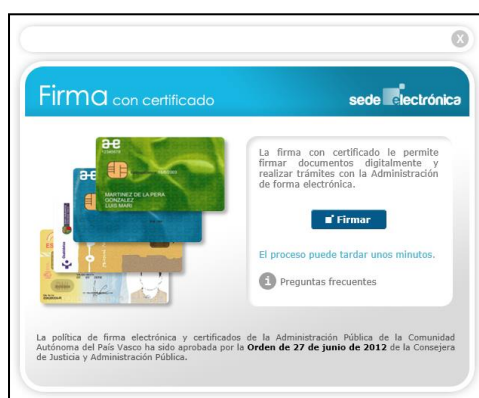 X
Firma con certificado
sede electrónica
La firma con certificado le permite
firmar documentos digitalmente y
realizar trámites con la Administración
de forma electrónica.
Firmar
El proceso puede tardar unos minutos.
i Preguntas frecuentes
MARTINEZ DE LA PERA
GONZALEZ
LUIS MARI
La política de firma electrónica y certificados de la Administración Pública de la Comunidad
Autónoma del País Vasco ha sido aprobada por la Orden de 27 de junio de 2012 de la Consejera
de Justicia y Administración Pública.